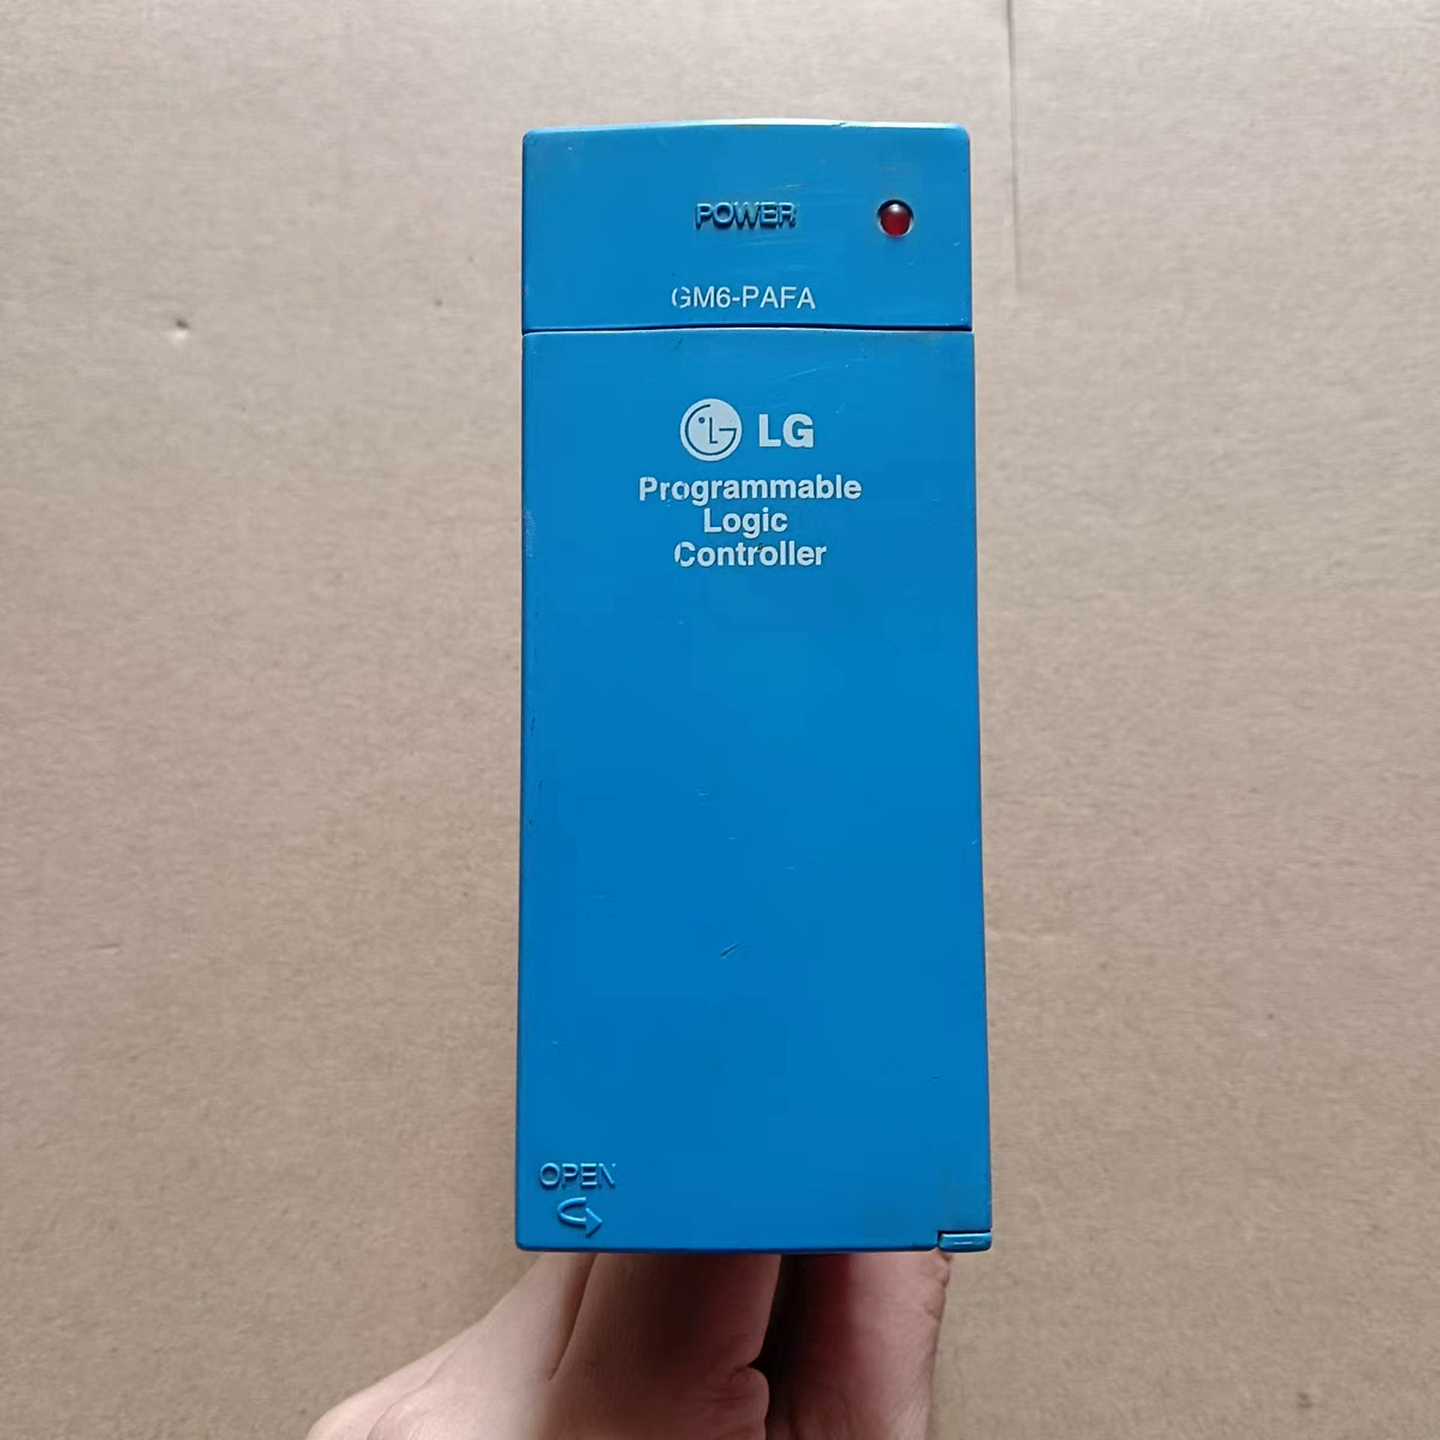 POWER
GM6-PAFA
LG
Programmable
Logic
Controller
OPEN